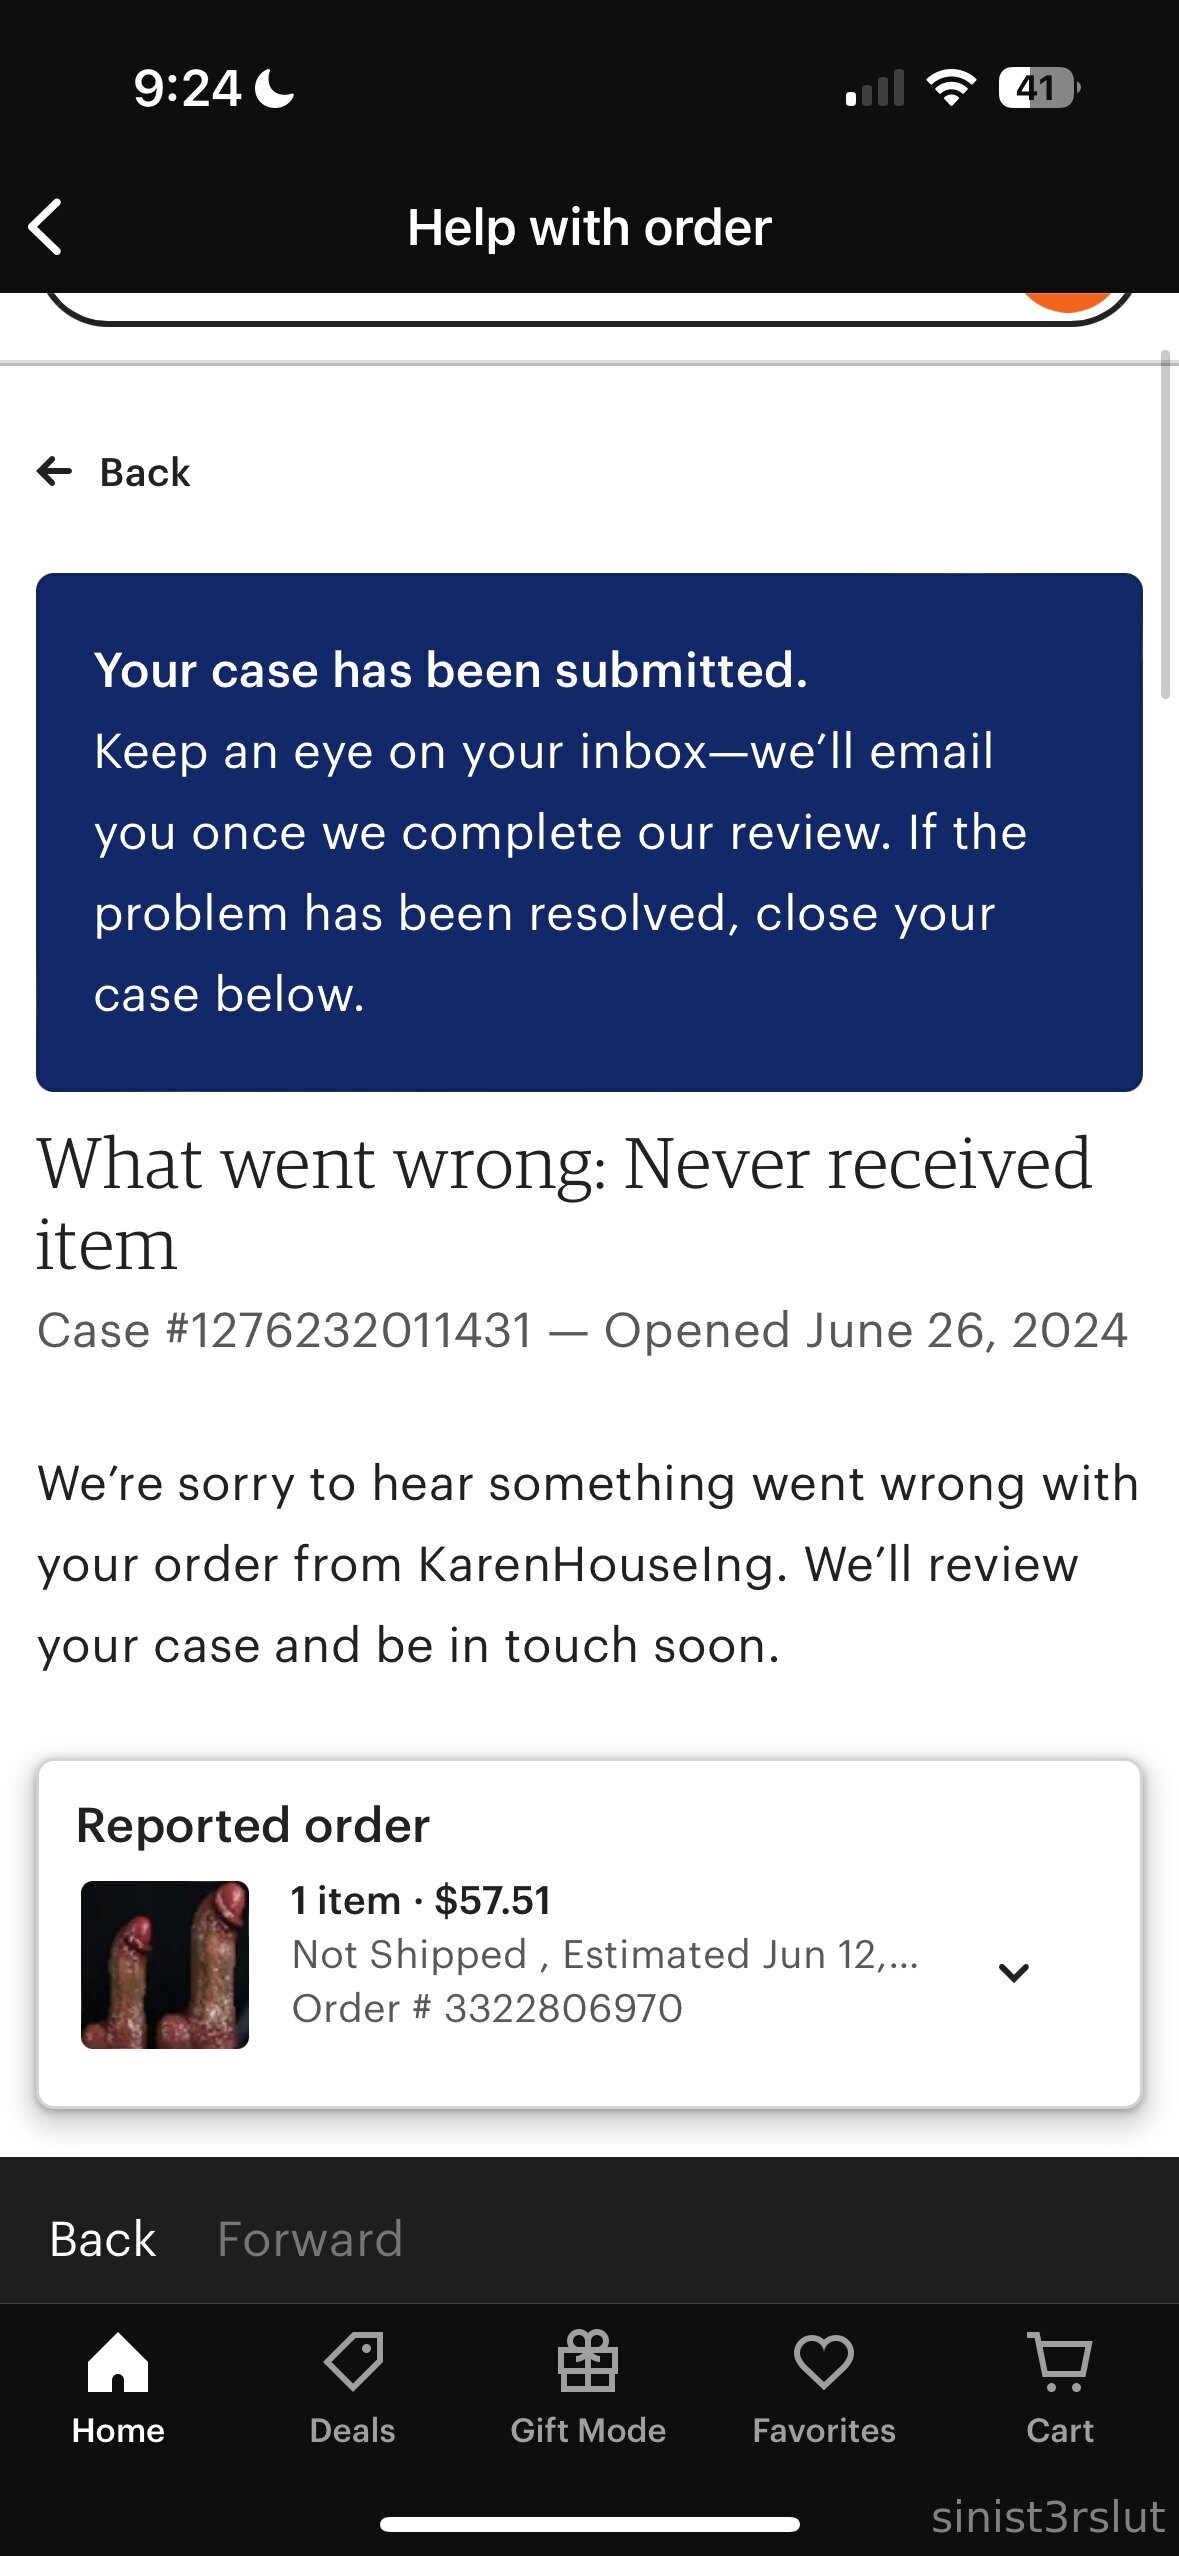 9:24
41
Help with order
← Back
Your case has been submitted.
Keep an eye on your inbox—we’ll email
you once we complete our review. If the
problem has been resolved, close your
case below.
What went wrong: Never received
item
Case #1276232011431 — Opened June 26, 2024
We’re sorry to hear something went wrong with
your order from KarenHouseIng. We’ll review
your case and be in touch soon.
Reported order
1 item · $57.51
Not Shipped , Estimated Jun 12,...
Order # 3322806970
Back Forward
Home Deals Gift Mode Favorites Cart
sinist3rslut